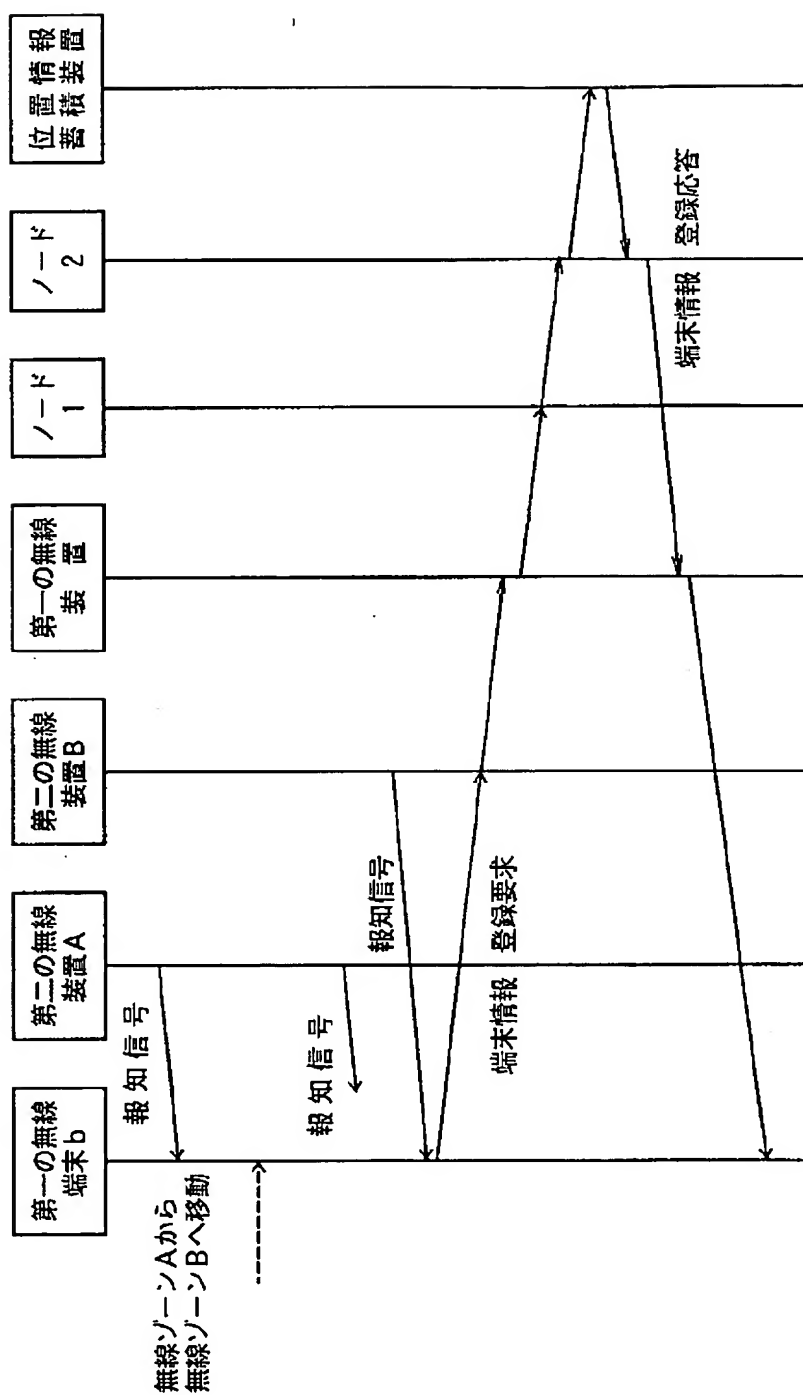 第一の無線
端末b
第二の無線
装置A
第二の無線
装置B
第一の無線
装　置
ノード
1
ノード
2
位置情報
蓄積装置
報知信号
無線ゾーンAから
無線ゾーンBへ移動
報知信号
報知信号
端末情報　登録要求
端末情報　登録応答